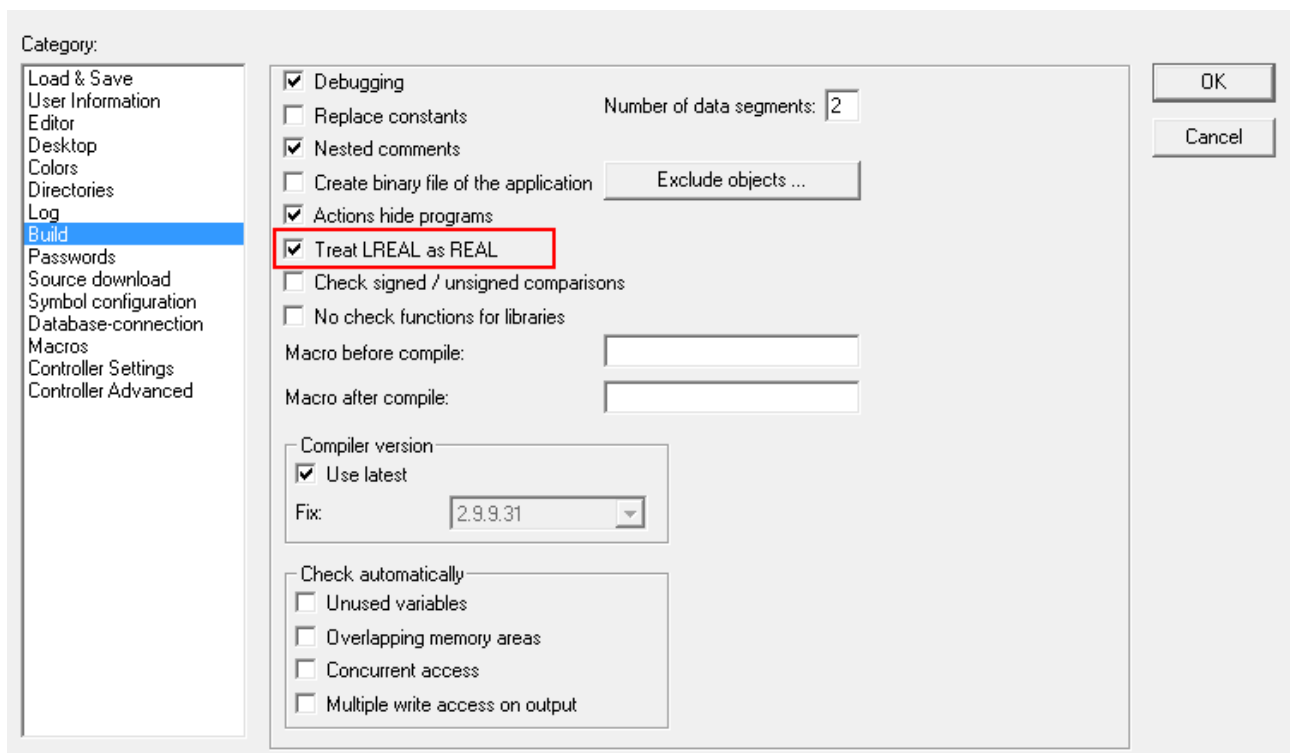 Category:
Load & Save
User Information
Editor
Desktop
Colors
Directories
Log
Build
Passwords
Source download
Symbol configuration
Database-connection
Macros
Controller Settings
Controller Advanced
Debugging
Replace constants
Number of data segments: 2
Nested comments
Create binary file of the application
Exclude objects ...
Actions hide programs
Treat LREAL as REAL
Check signed / unsigned comparisons
No check functions for libraries
Macro before compile:
Macro after compile:
Compiler version
Use latest
Fix: 2.9.9.31
Check automatically
Unused variables
Overlapping memory areas
Concurrent access
Multiple write access on output
OK
Cancel